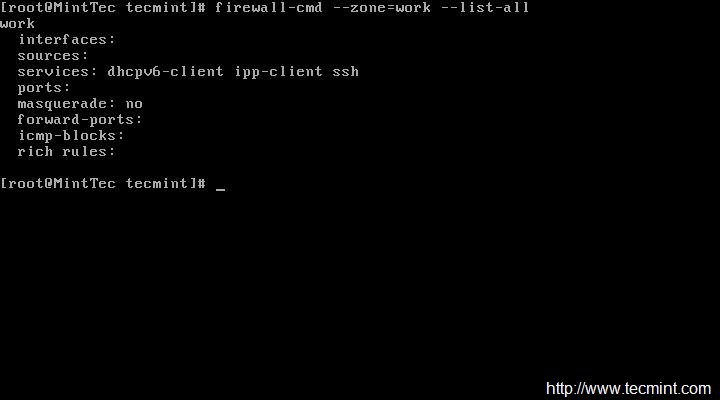 [root@MintTec tecmint]# firewall-cmd --zone=work --list-all
work
  interfaces:
  sources:
  services: dhcpv6-client ipp-client ssh
  ports:
  masquerade: no
  forward-ports:
  icmp-blocks:
  rich rules:

[root@MintTec tecmint]# _
http://www.tecmint.com